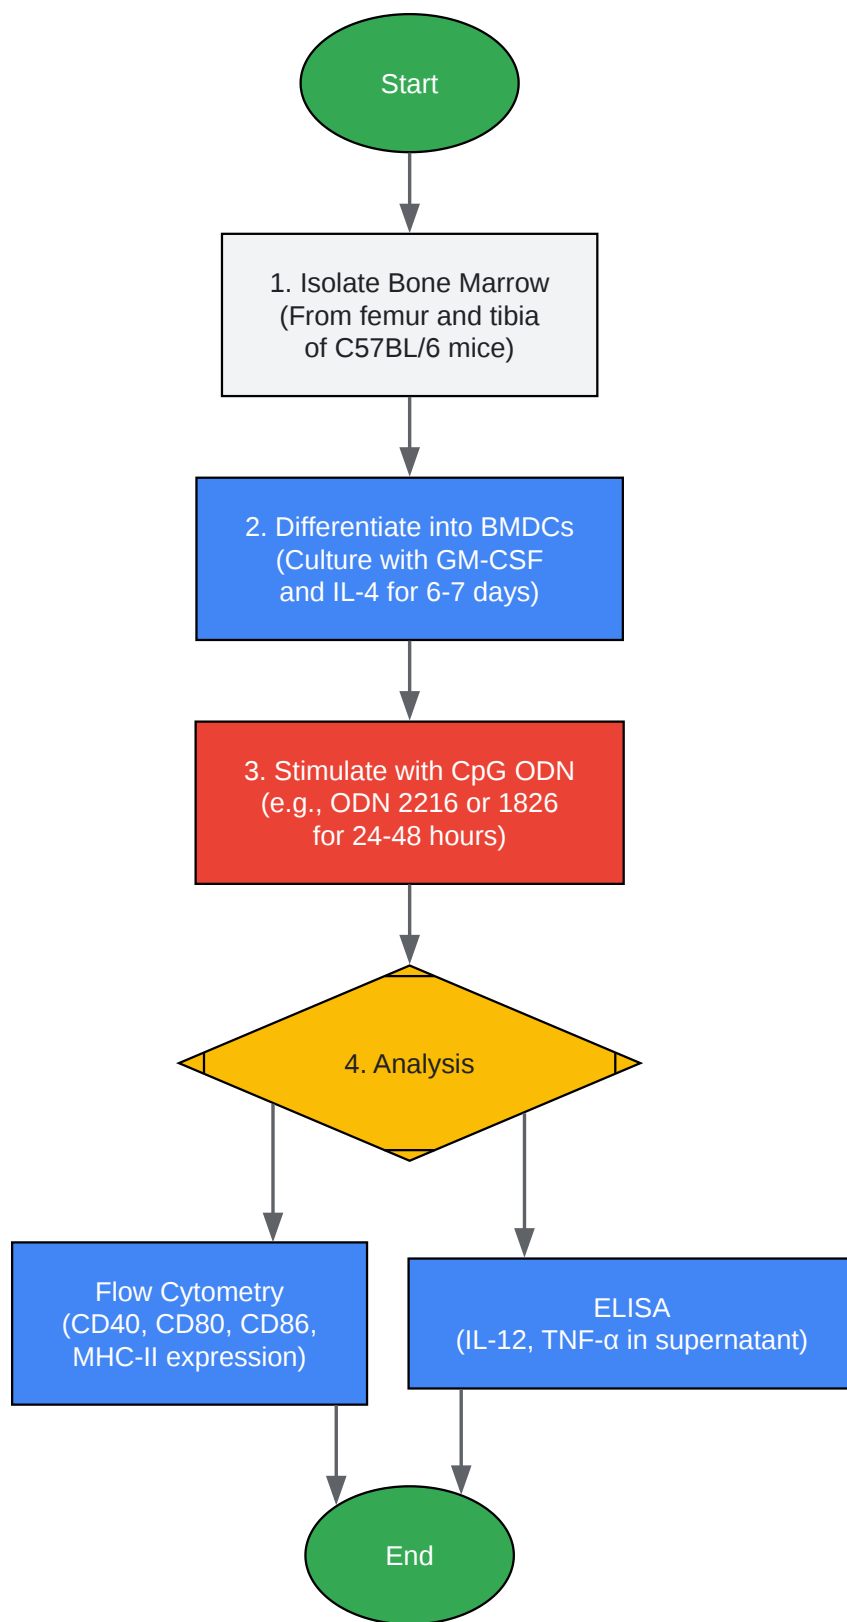 Start
1. Isolate Bone Marrow
(From femur and tibia
of C57BL/6 mice)
2. Differentiate into BMDCs
(Culture with GM-CSF
and IL-4 for 6-7 days)
3. Stimulate with CpG ODN
(e.g., ODN 2216 or 1826
for 24-48 hours)
4. Analysis
Flow Cytometry
(CD40, CD80, CD86,
MHC-II expression)
ELISA
(IL-12, TNF-α in supernatant)
End